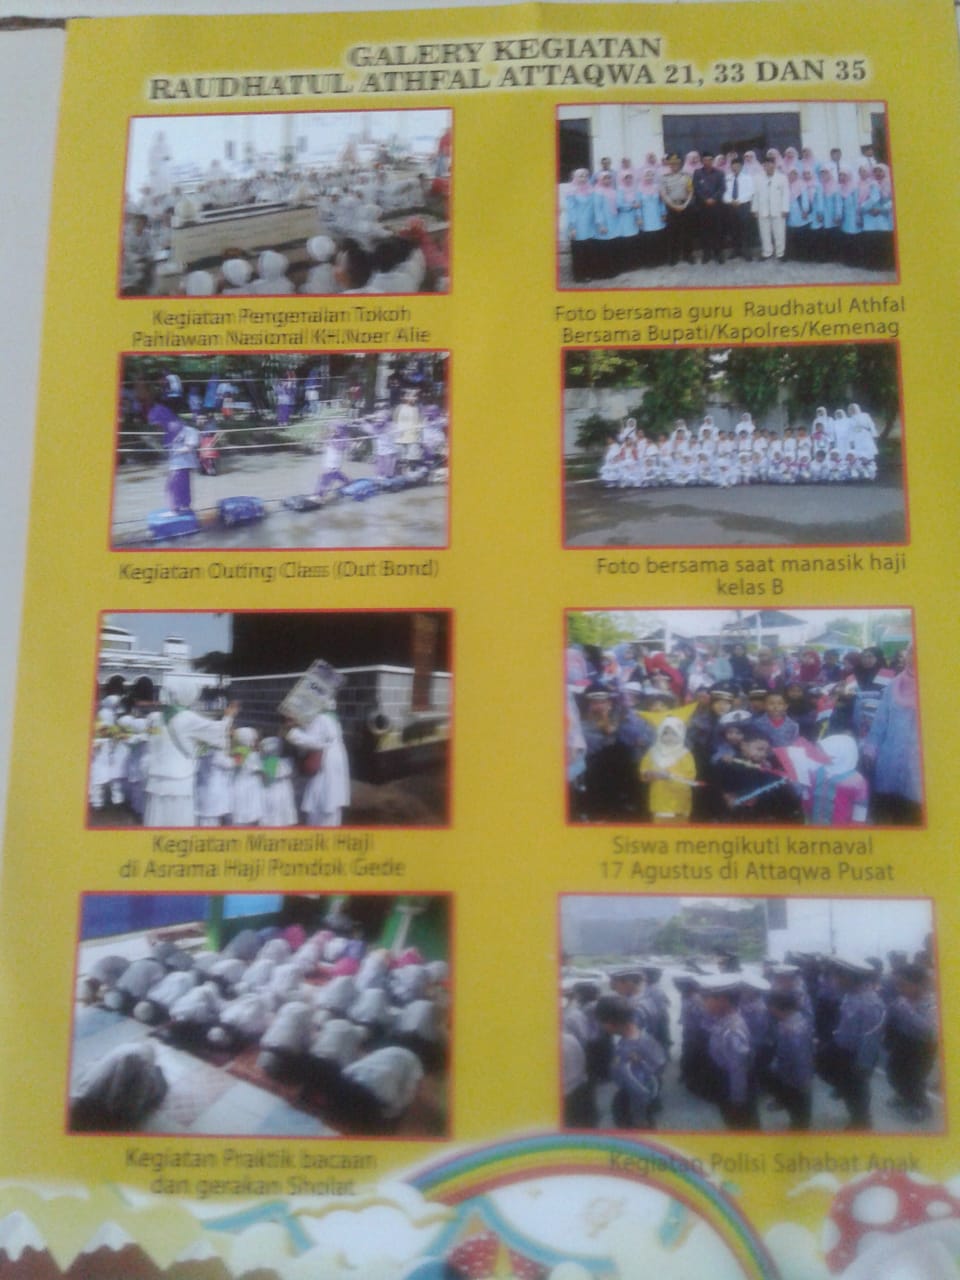 GALERY KEGIATAN
RAUDHATUL ATHFAL ATTAQWA 21, 33 DAN 35
Kegiatan Pengenalan Tokoh
Pahlawan Nasional KH.Noer Alie
Foto bersama guru Raudhatul Athfal
Bersama Bupati/Kapolres/Kemenag
Kegiatan Outing Class (Out Bond)
Foto bersama saat manasik haji
kelas B
Kegiatan Manasik Haji
di Asrama Haji Pondok Gede
Siswa mengikuti karnaval
17 Agustus di Attaqwa Pusat
Kegiatan Praktik bacaan
dan gerakan Sholat
Kegiatan Polisi Sahabat Anak